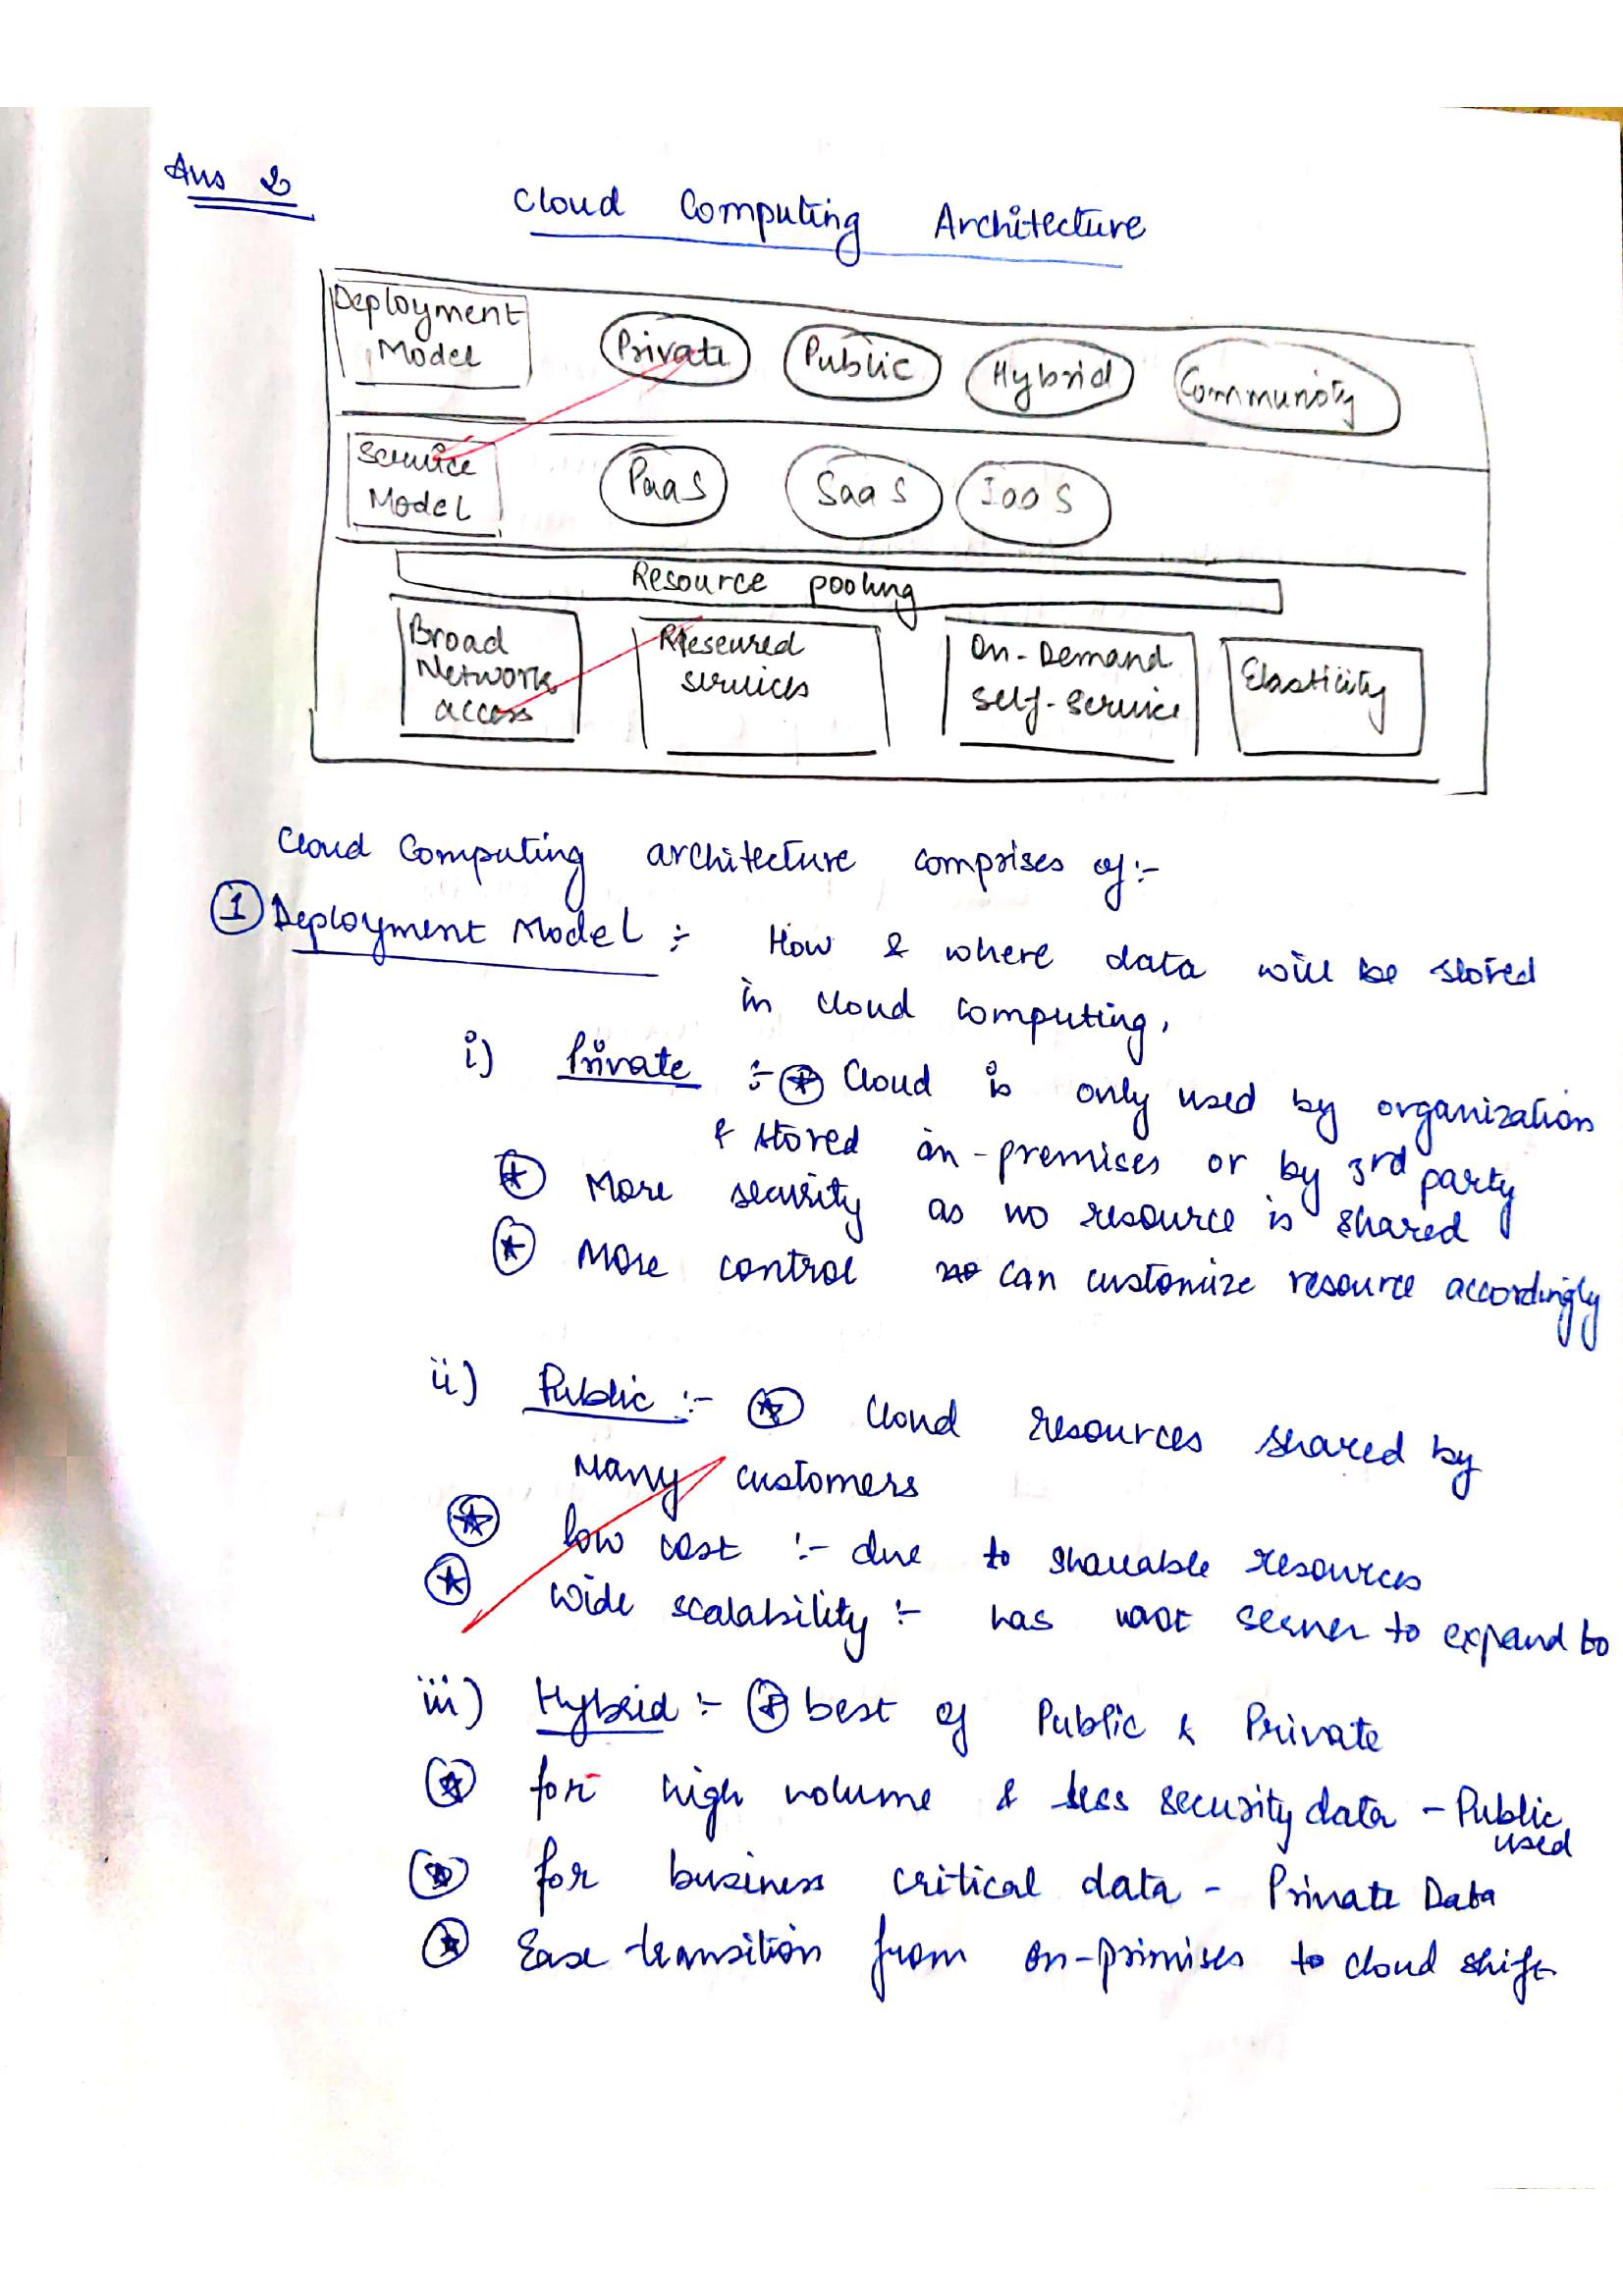 Ans 2
Cloud Computing Architecture
Deployment Model
Private Public Hybrid Community
Service Model
PaaS SaaS IaaS
Resource pooling
Broad Network access
services
On-Demand self-service
Elasticity
Cloud Computing architecture comprises of :-
① Deployment Model :- How & where data will be stored
in cloud computing,
i) Private :- Cloud is only used by organization
& stored on-premises or by 3rd party
More security as no resource is shared
More control can customize resource accordingly
ii) Public :- Cloud resources shared by
Many customers
low cost :- due to shareable resources
Wide scalability :- has server to expand to
iii) Hybrid :- best of Public & Private
for high volume & less security data - Public used
for business critical data - Private Data
Ease transition from on-primises to cloud shift